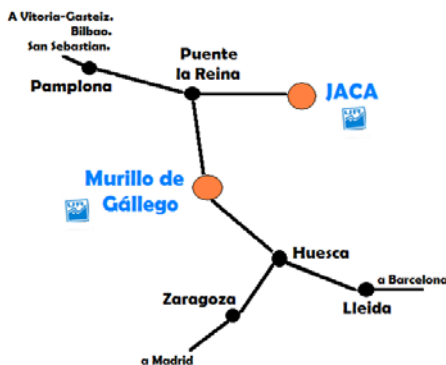 A Vitoria-Gasteiz.
Bilbao.
San Sebastian.
Pamplona
Puente
la Reina
JACA
Murillo de
Gállego
Huesca
a Barcelona
Zaragoza
Lleida
a Madrid